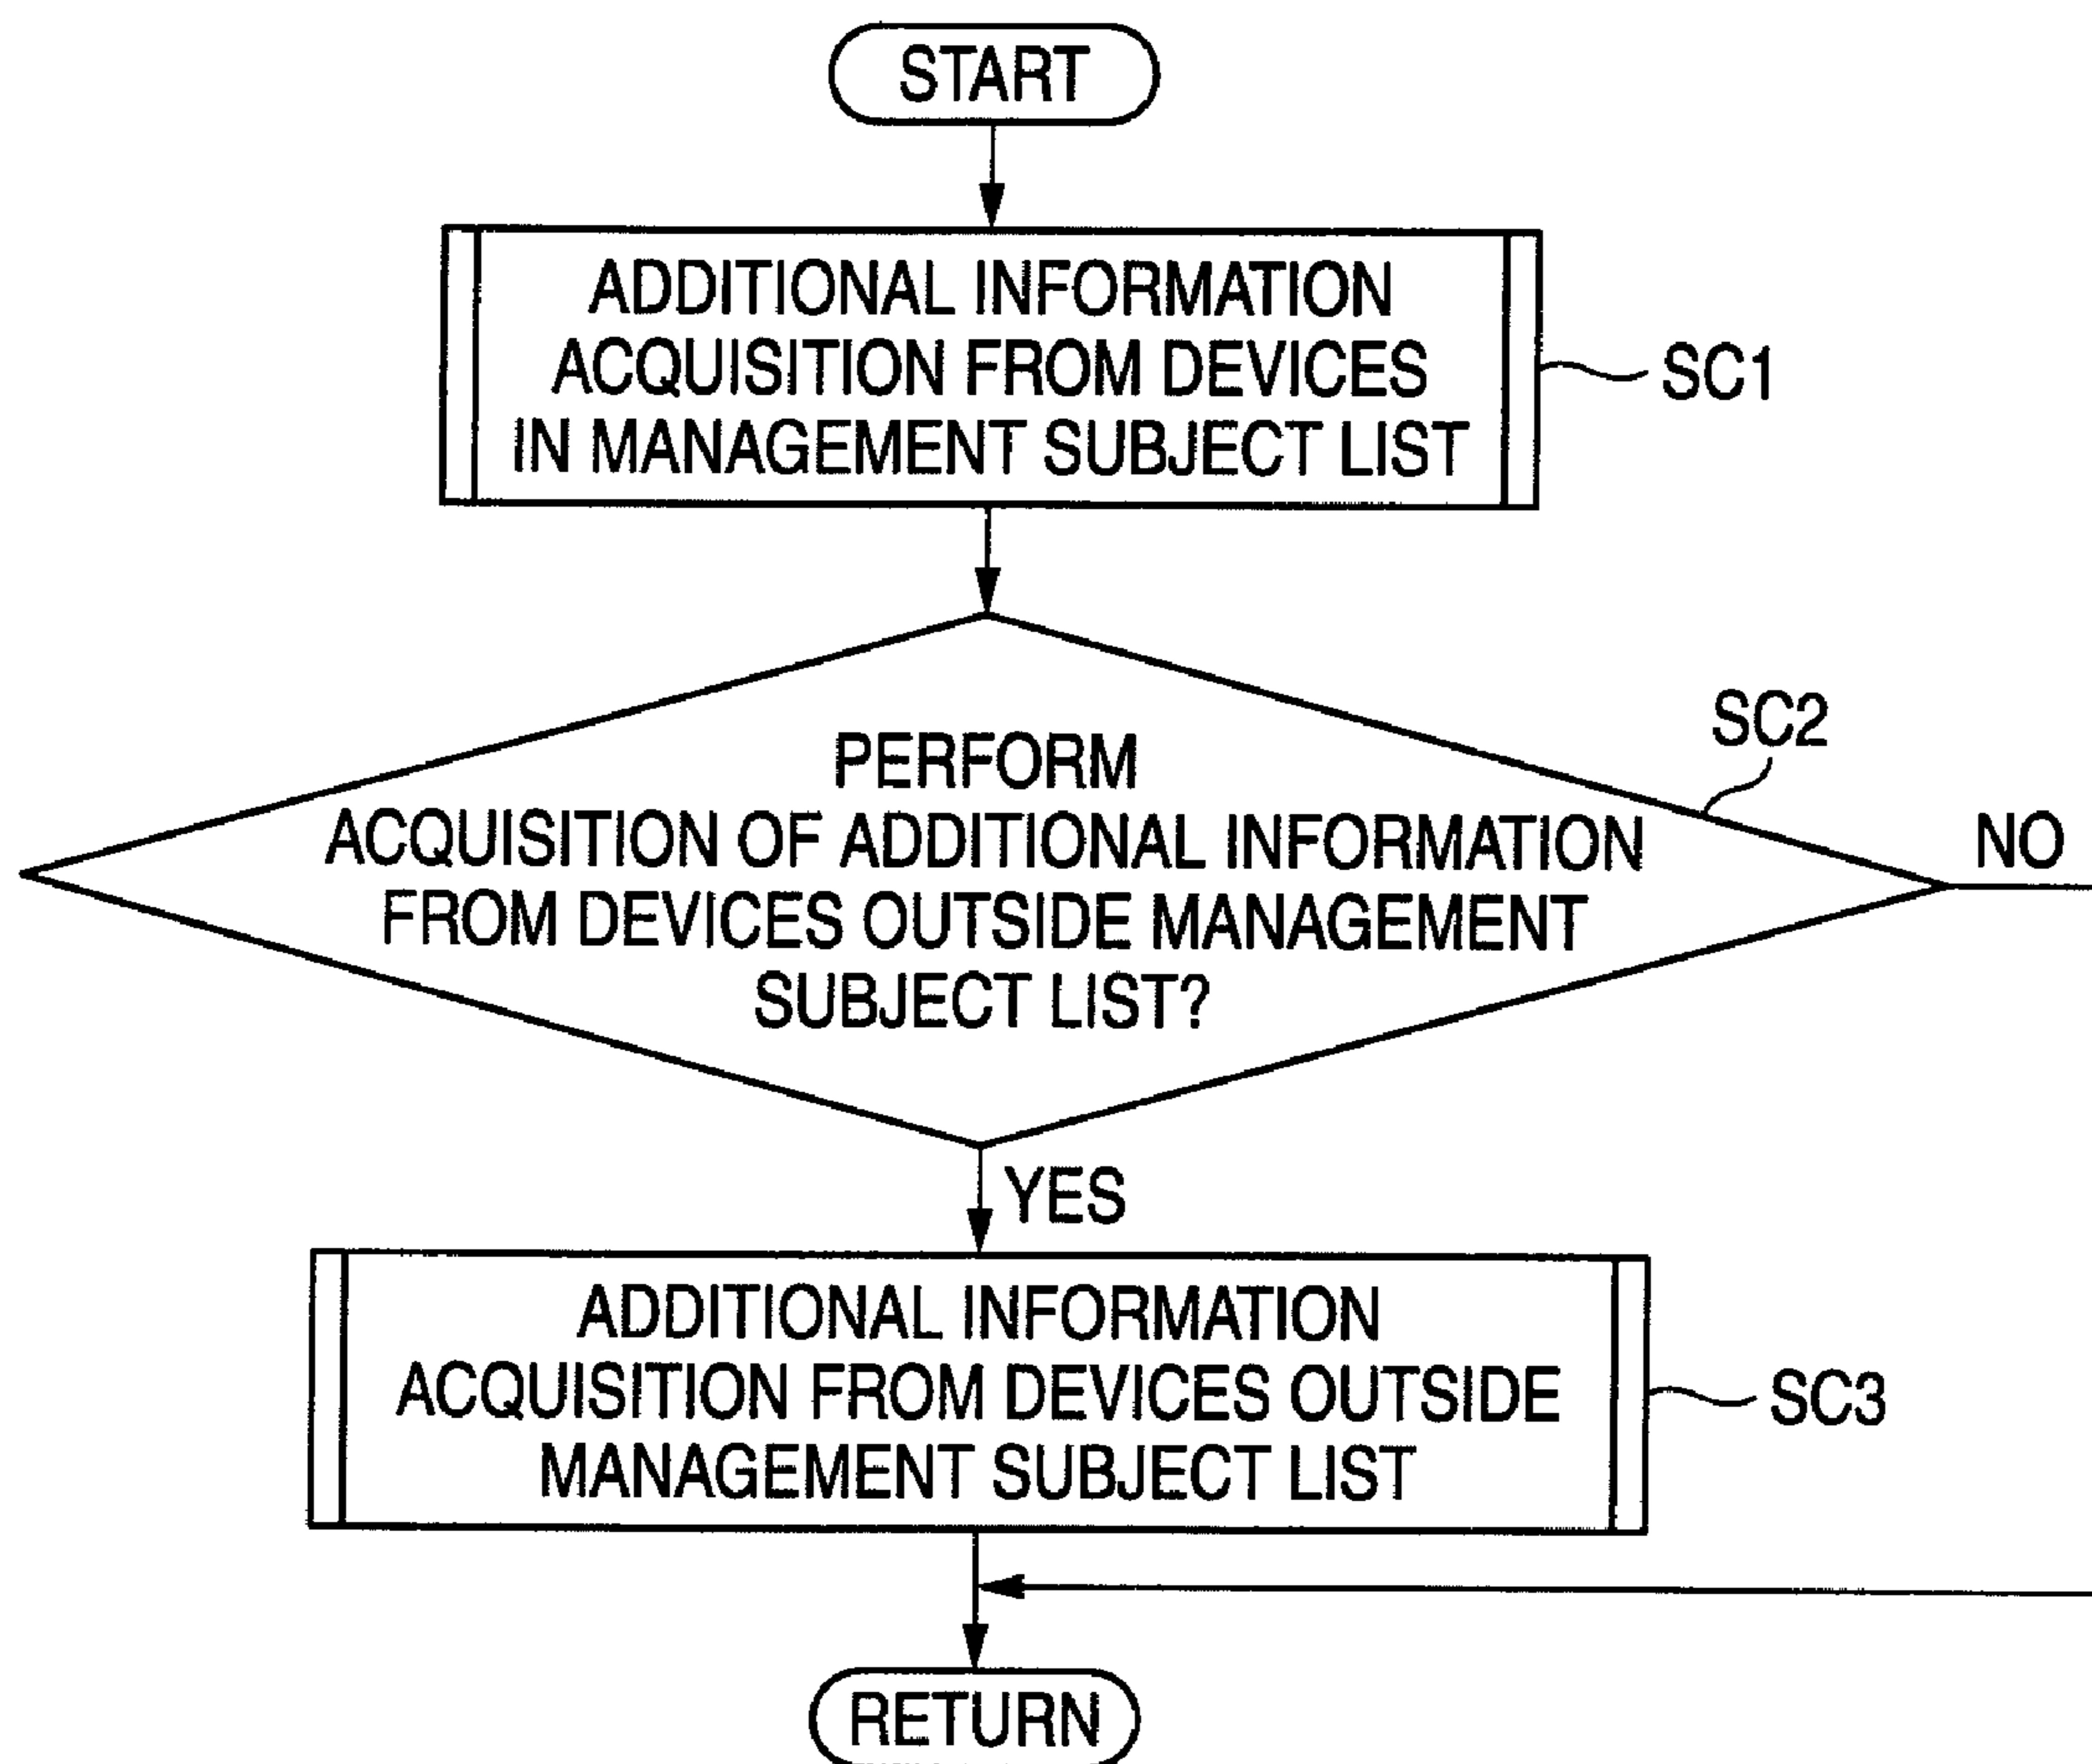 START
ADDITIONAL INFORMATION
ACQUISITION FROM DEVICES
IN MANAGEMENT SUBJECT LIST
SC1
SC2
PERFORM
ACQUISITION OF ADDITIONAL INFORMATION
FROM DEVICES OUTSIDE MANAGEMENT
SUBJECT LIST?
NO
YES
ADDITIONAL INFORMATION
ACQUISITION FROM DEVICES OUTSIDE
MANAGEMENT SUBJECT LIST
SC3
RETURN